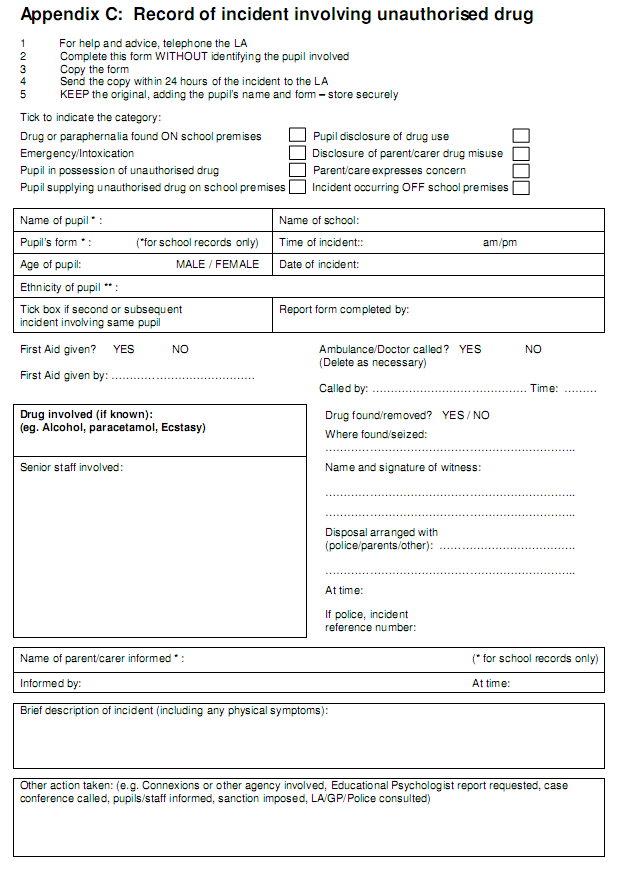 Appendix C: Record of incident involving unauthorised drug
1 For help and advice, telephone the LA
2 Complete this form WITHOUT identifying the pupil involved
3 Copy the form
4 Send the copy within 24 hours of the incident to the LA
5 KEEP the original, adding the pupil's name and form – store securely
Tick to indicate the category:
Drug or paraphernalia found ON school premises Pupil disclosure of drug use
Emergency/Intoxication Disclosure of parent/carer drug misuse
Pupil in possession of unauthorised drug Parent/care expresses concern
Pupil supplying unauthorised drug on school premises Incident occurring OFF school premises
Name of pupil * : Name of school:
Pupil's form * : (*for school records only) Time of incident:: am/pm
Age of pupil: MALE / FEMALE Date of incident:
Ethnicity of pupil ** :
Tick box if second or subsequent
incident involving same pupil
Report form completed by:
First Aid given? YES NO Ambulance/Doctor called? YES NO
(Delete as necessary)
First Aid given by: ……………………………………
Called by: ……………………………………… Time: ………
Drug involved (if known):
(eg. Alcohol, paracetamol, Ecstasy)
Senior staff involved:
Drug found/removed? YES / NO
Where found/seized:
………………………………………………………………..
Name and signature of witness:
………………………………………………………………..
………………………………………………………………..
Disposal arranged with
(police/parents/other): …………………………………..
………………………………………………………………..
At time:
If police, incident
reference number:
Name of parent/carer informed * : (* for school records only)
Informed by: At time:
Brief description of incident (including any physical symptoms):
Other action taken: (e.g. Connexions or other agency involved, Educational Psychologist report requested, case
conference called, pupils/staff informed, sanction imposed, LA/GP/Police consulted)